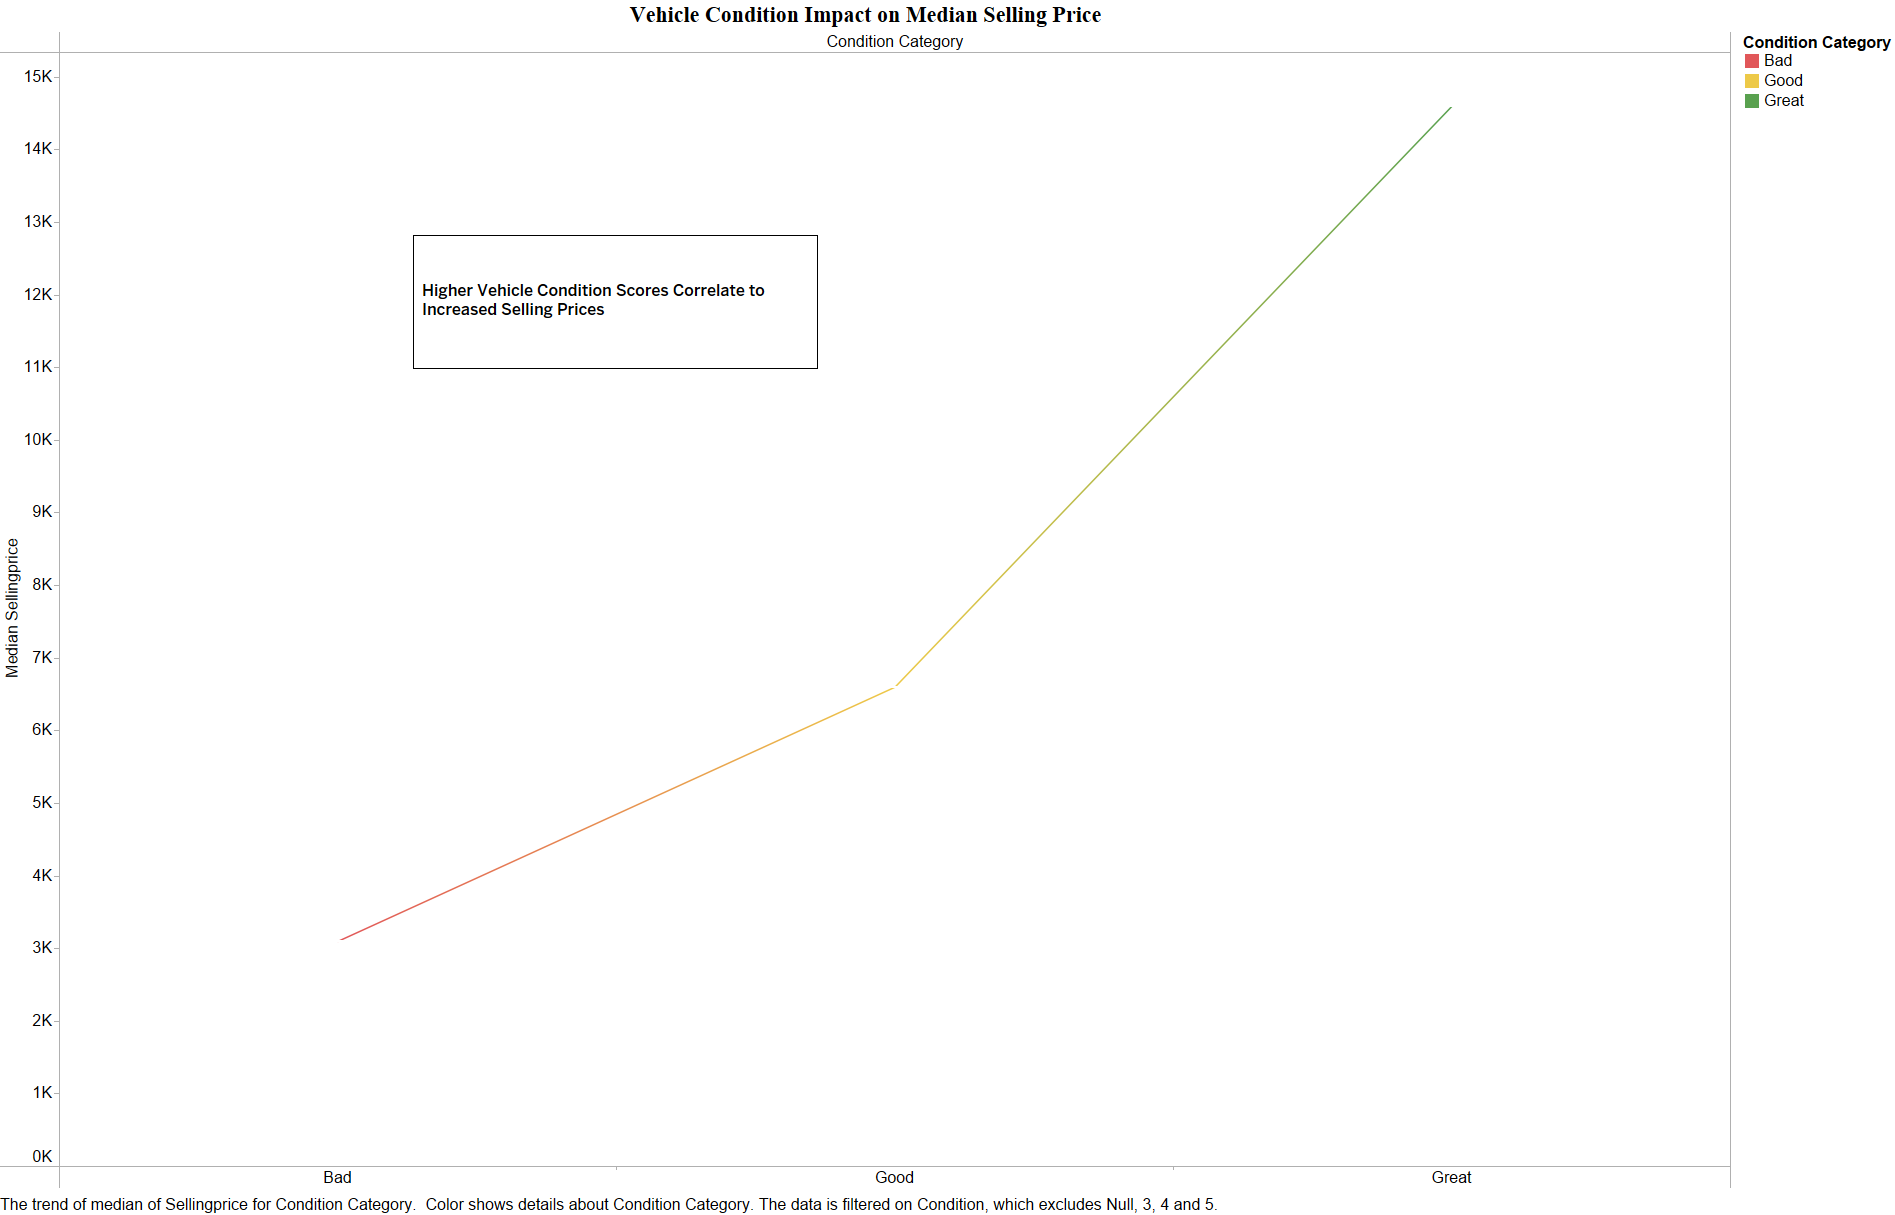 Vehicle Condition Impact on Median Selling Price
Condition Category
Condition Category
Bad
Good
Great
15K
14K
13K
12K
11K
10K
9K
8K
7K
6K
5K
4K
3K
2K
1K
0K
Median Sellingprice
Higher Vehicle Condition Scores Correlate to
Increased Selling Prices
Bad
Good
Great
The trend of median of Sellingprice for Condition Category.  Color shows details about Condition Category. The data is filtered on Condition, which excludes Null, 3, 4 and 5.